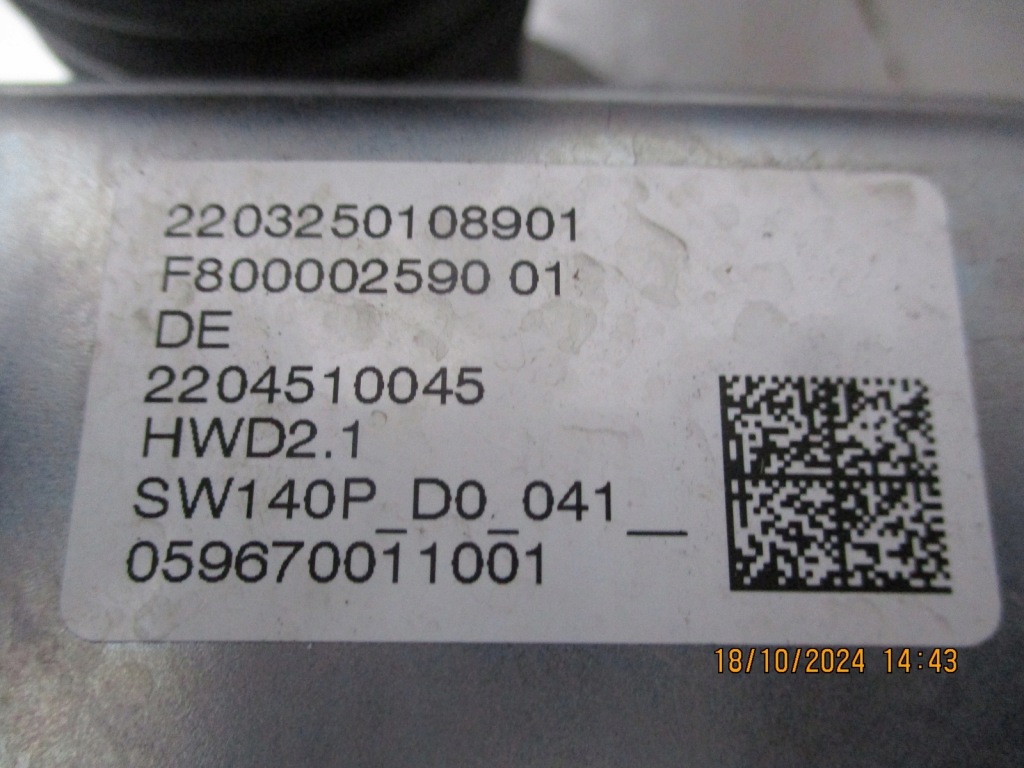 2203250108901
F800002590 01
DE
2204510045
HWD2.1
SW140P_D0_041__
059670011001
18/10/2024 14:43